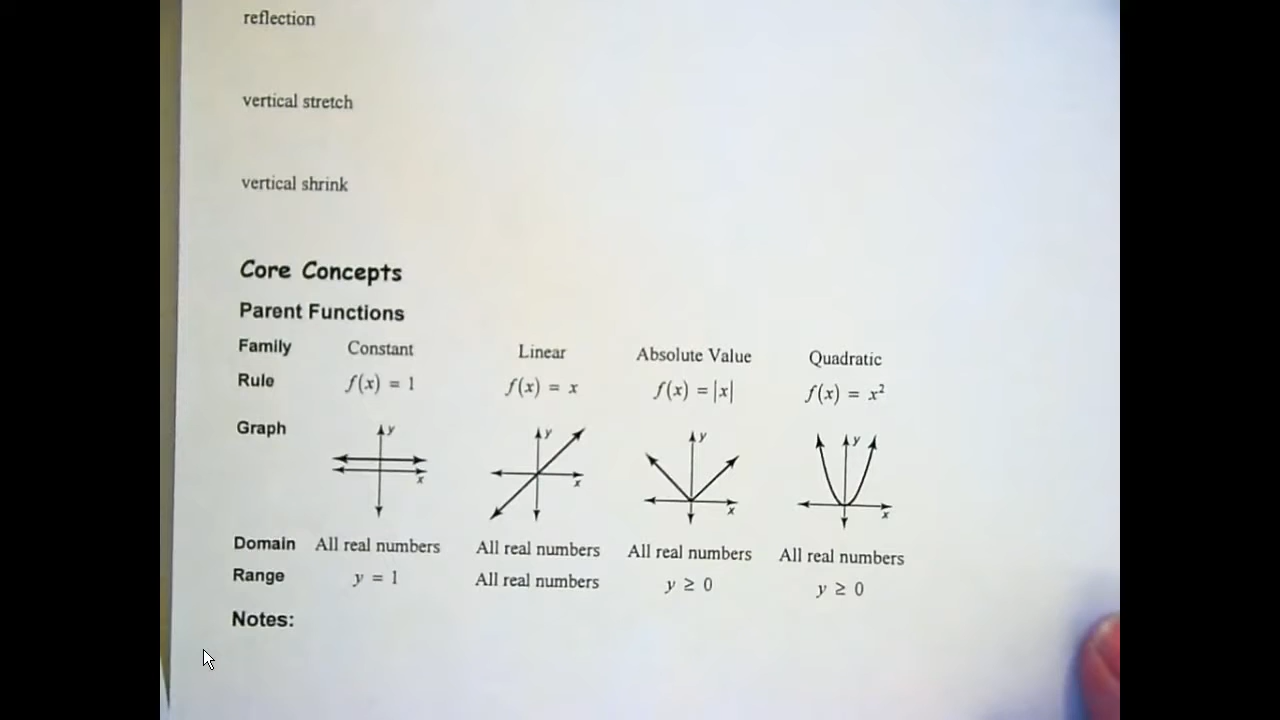 reflection
vertical stretch
vertical shrink
Core Concepts
Parent Functions
Family Constant Linear Absolute Value Quadratic
Rule f(x) = 1 f(x) = x f(x) = |x| f(x) = x²
Graph y x y x y x y x
Domain All real numbers All real numbers All real numbers All real numbers
Range y = 1 All real numbers y ≥ 0 y ≥ 0
Notes: